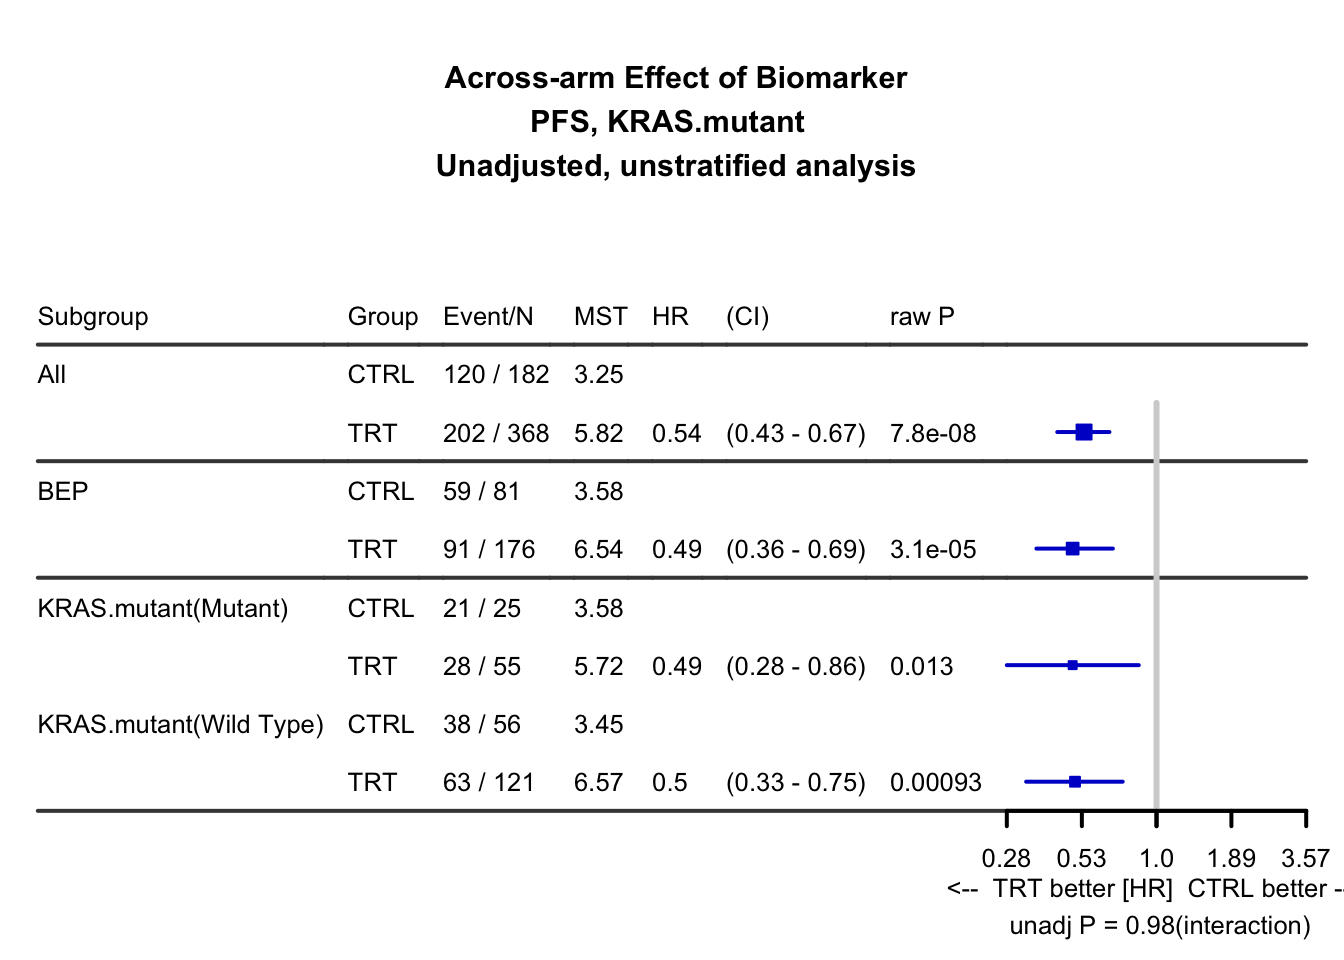 Across-arm Effect of Biomarker
PFS, KRAS.mutant
Unadjusted, unstratified analysis
Subgroup Group Event/N MST HR (CI) raw P
All CTRL 120 / 182 3.25
TRT 202 / 368 5.82 0.54 (0.43 - 0.67) 7.8e-08
BEP CTRL 59 / 81 3.58
TRT 91 / 176 6.54 0.49 (0.36 - 0.69) 3.1e-05
KRAS.mutant(Mutant) CTRL 21 / 25 3.58
TRT 28 / 55 5.72 0.49 (0.28 - 0.86) 0.013
KRAS.mutant(Wild Type) CTRL 38 / 56 3.45
TRT 63 / 121 6.57 0.5 (0.33 - 0.75) 0.00093
0.28 0.53 1.0 1.89 3.57
<-- TRT better [HR] CTRL better -
unadj P = 0.98(interaction)